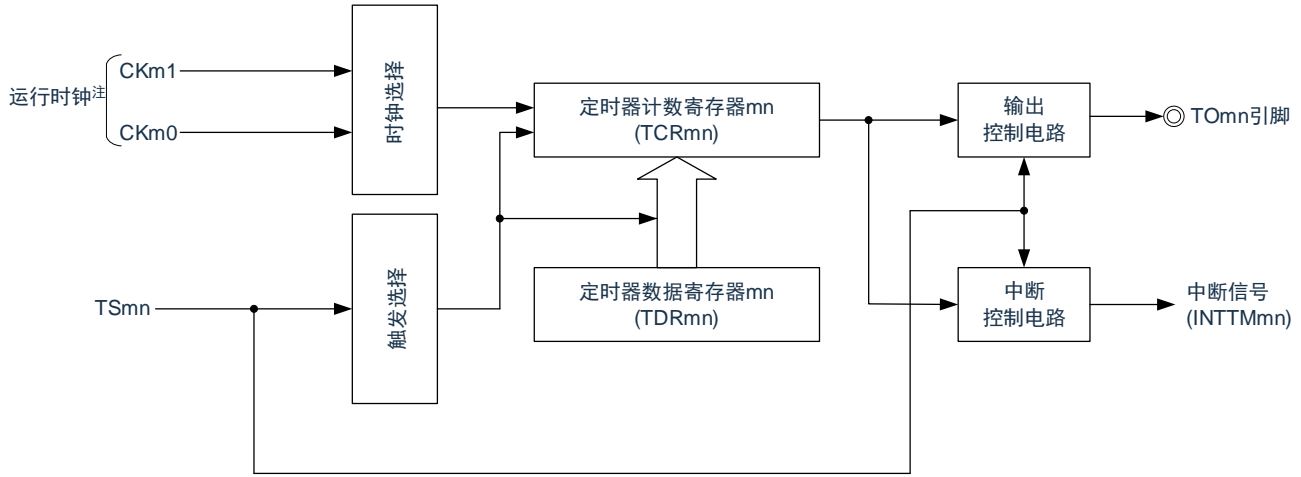 运行时钟注
CKm1
CKm0
时钟选择
定时器计数寄存器mn
(TCRmn)
输出
控制电路
TOmn引脚
TSmn
触发选择
定时器数据寄存器mn
(TDRmn)
中断
控制电路
中断信号
(INTTMmn)